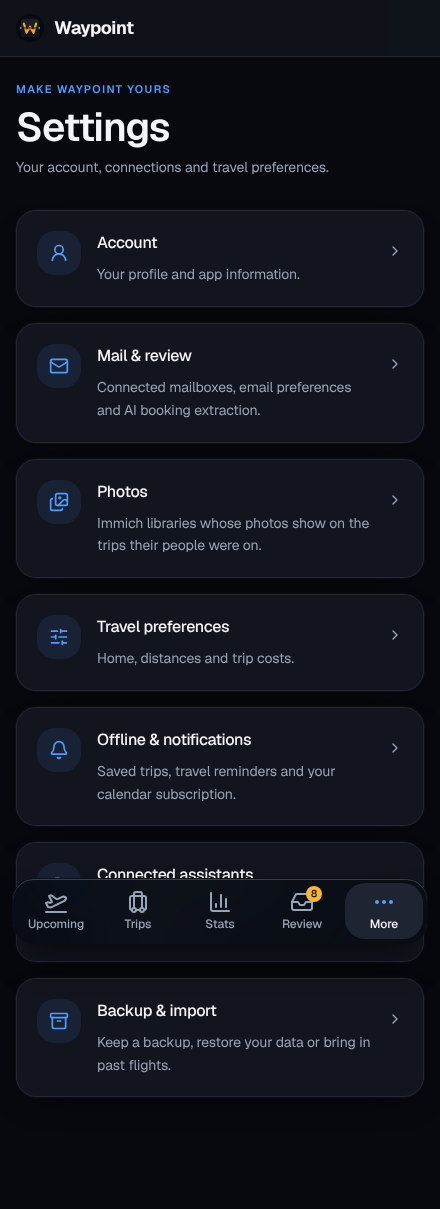 Waypoint
MAKE WAYPOINT YOURS
Settings
Your account, connections and travel preferences.
Account
Your profile and app information.
Mail & review
Connected mailboxes, email preferences
and AI booking extraction.
Photos
Immich libraries whose photos show on the
trips their people were on.
Travel preferences
Home, distances and trip costs.
Offline & notifications
Saved trips, travel reminders and your
calendar subscription.
Connected assistants
8
Upcoming
Trips
Stats
Review
More
Backup & import
Keep a backup, restore your data or bring in
past flights.